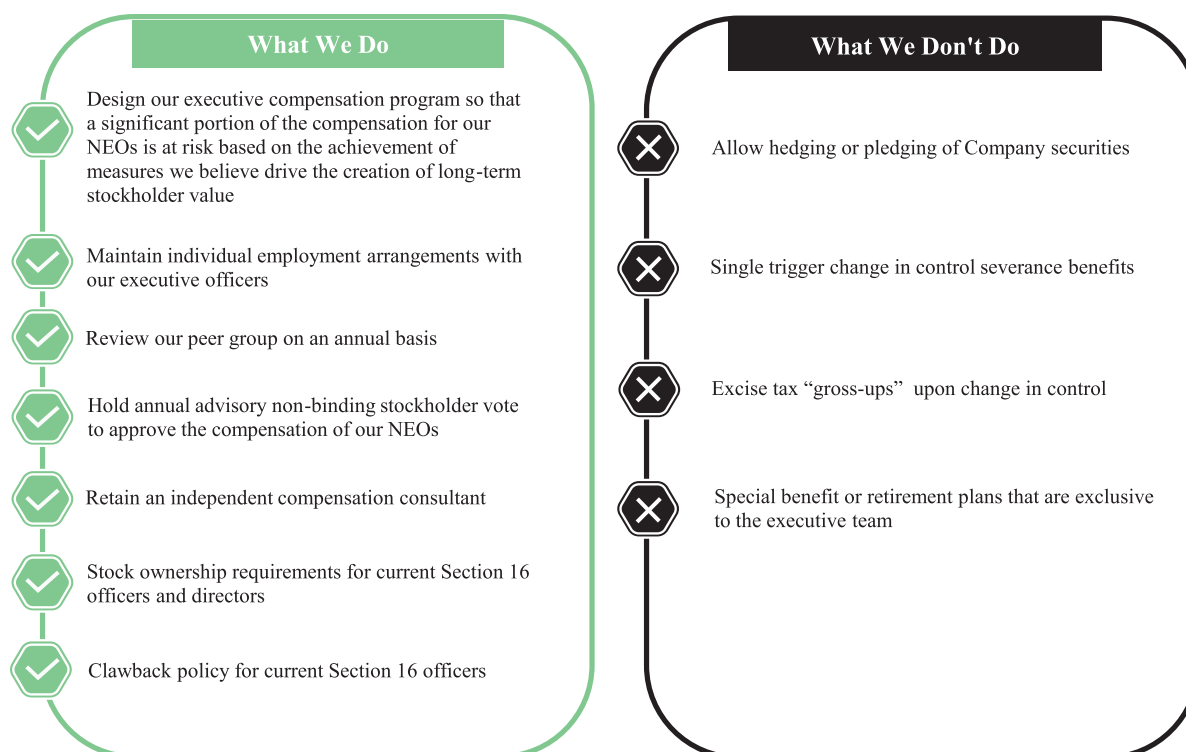 What We Do
Design our executive compensation program so that
a significant portion of the compensation for our
NEOs is at risk based on the achievement of
measures we believe drive the creation of long-term
stockholder value
Maintain individual employment arrangements with
our executive officers
Review our peer group on an annual basis
Hold annual advisory non-binding stockholder vote
to approve the compensation of our NEOs
Retain an independent compensation consultant
Stock ownership requirements for current Section 16
officers and directors
Clawback policy for current Section 16 officers
What We Don't Do
Allow hedging or pledging of Company securities
Single trigger change in control severance benefits
Excise tax “gross-ups” upon change in control
Special benefit or retirement plans that are exclusive
to the executive team